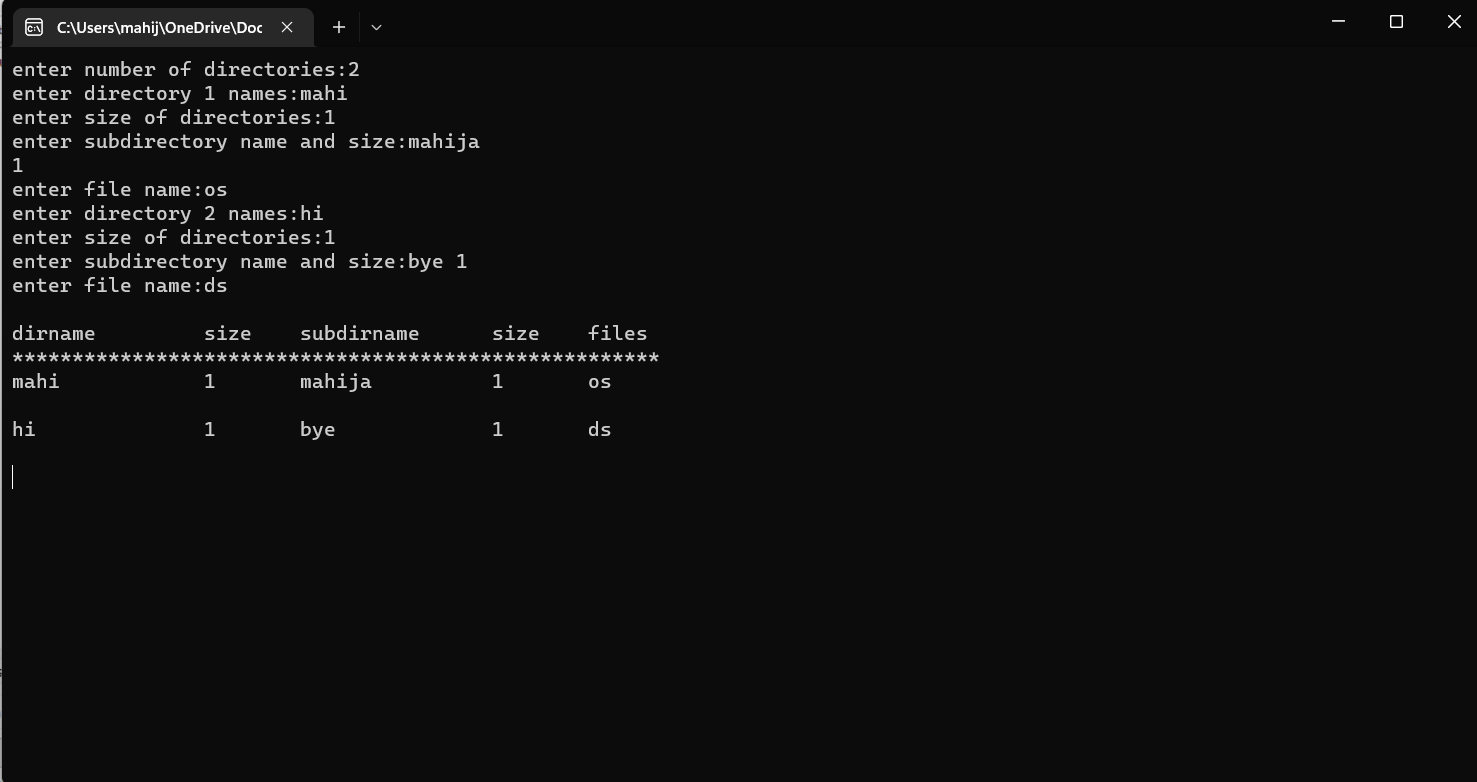 C:\Users\mahij\OneDrive\Doc
enter number of directories:2
enter directory 1 names:mahi
enter size of directories:1
enter subdirectory name and size:mahija
1
enter file name:os
enter directory 2 names:hi
enter size of directories:1
enter subdirectory name and size:bye 1
enter file name:ds
dirname size subdirname size files
******************************************************
mahi 1 mahija 1 os
hi 1 bye 1 ds